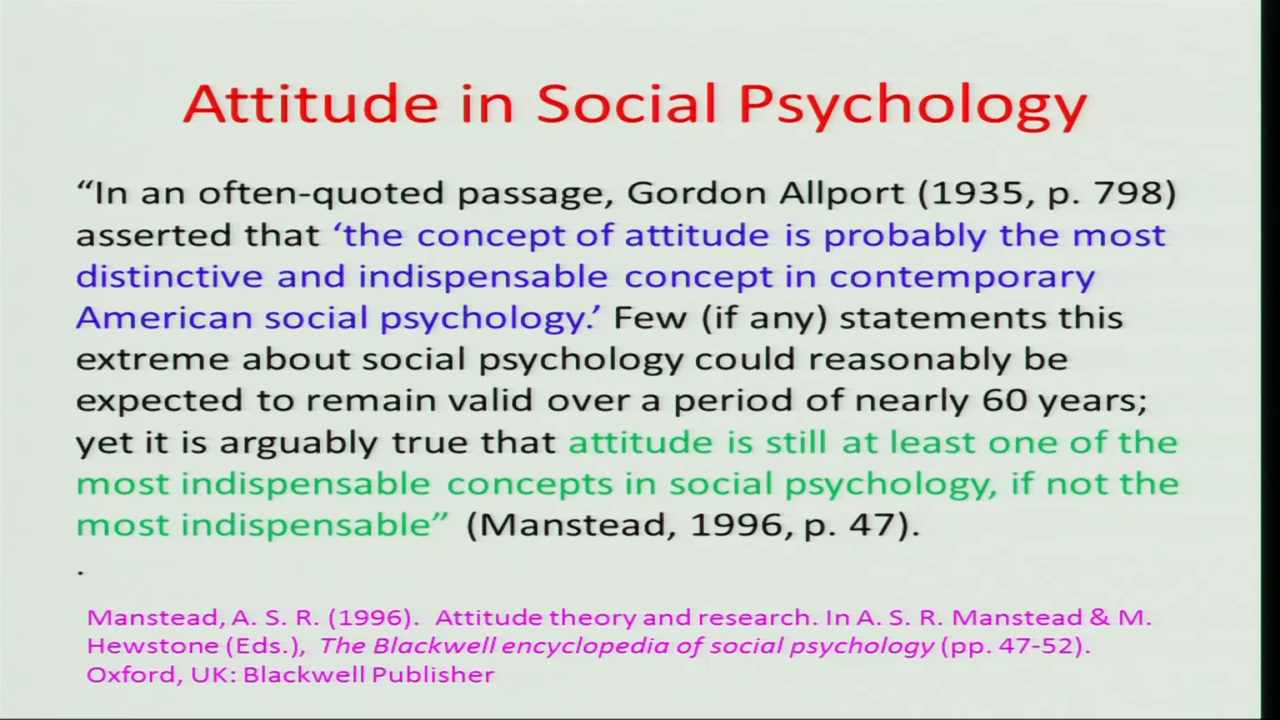 Attitude in Social Psychology
“In an often-quoted passage, Gordon Allport (1935, p. 798)
asserted that ‘the concept of attitude is probably the most
distinctive and indispensable concept in contemporary
American social psychology.’ Few (if any) statements this
extreme about social psychology could reasonably be
expected to remain valid over a period of nearly 60 years;
yet it is arguably true that attitude is still at least one of the
most indispensable concepts in social psychology, if not the
most indispensable” (Manstead, 1996, p. 47).
.
Manstead, A. S. R. (1996). Attitude theory and research. In A. S. R. Manstead & M.
Hewstone (Eds.), The Blackwell encyclopedia of social psychology (pp. 47-52).
Oxford, UK: Blackwell Publisher